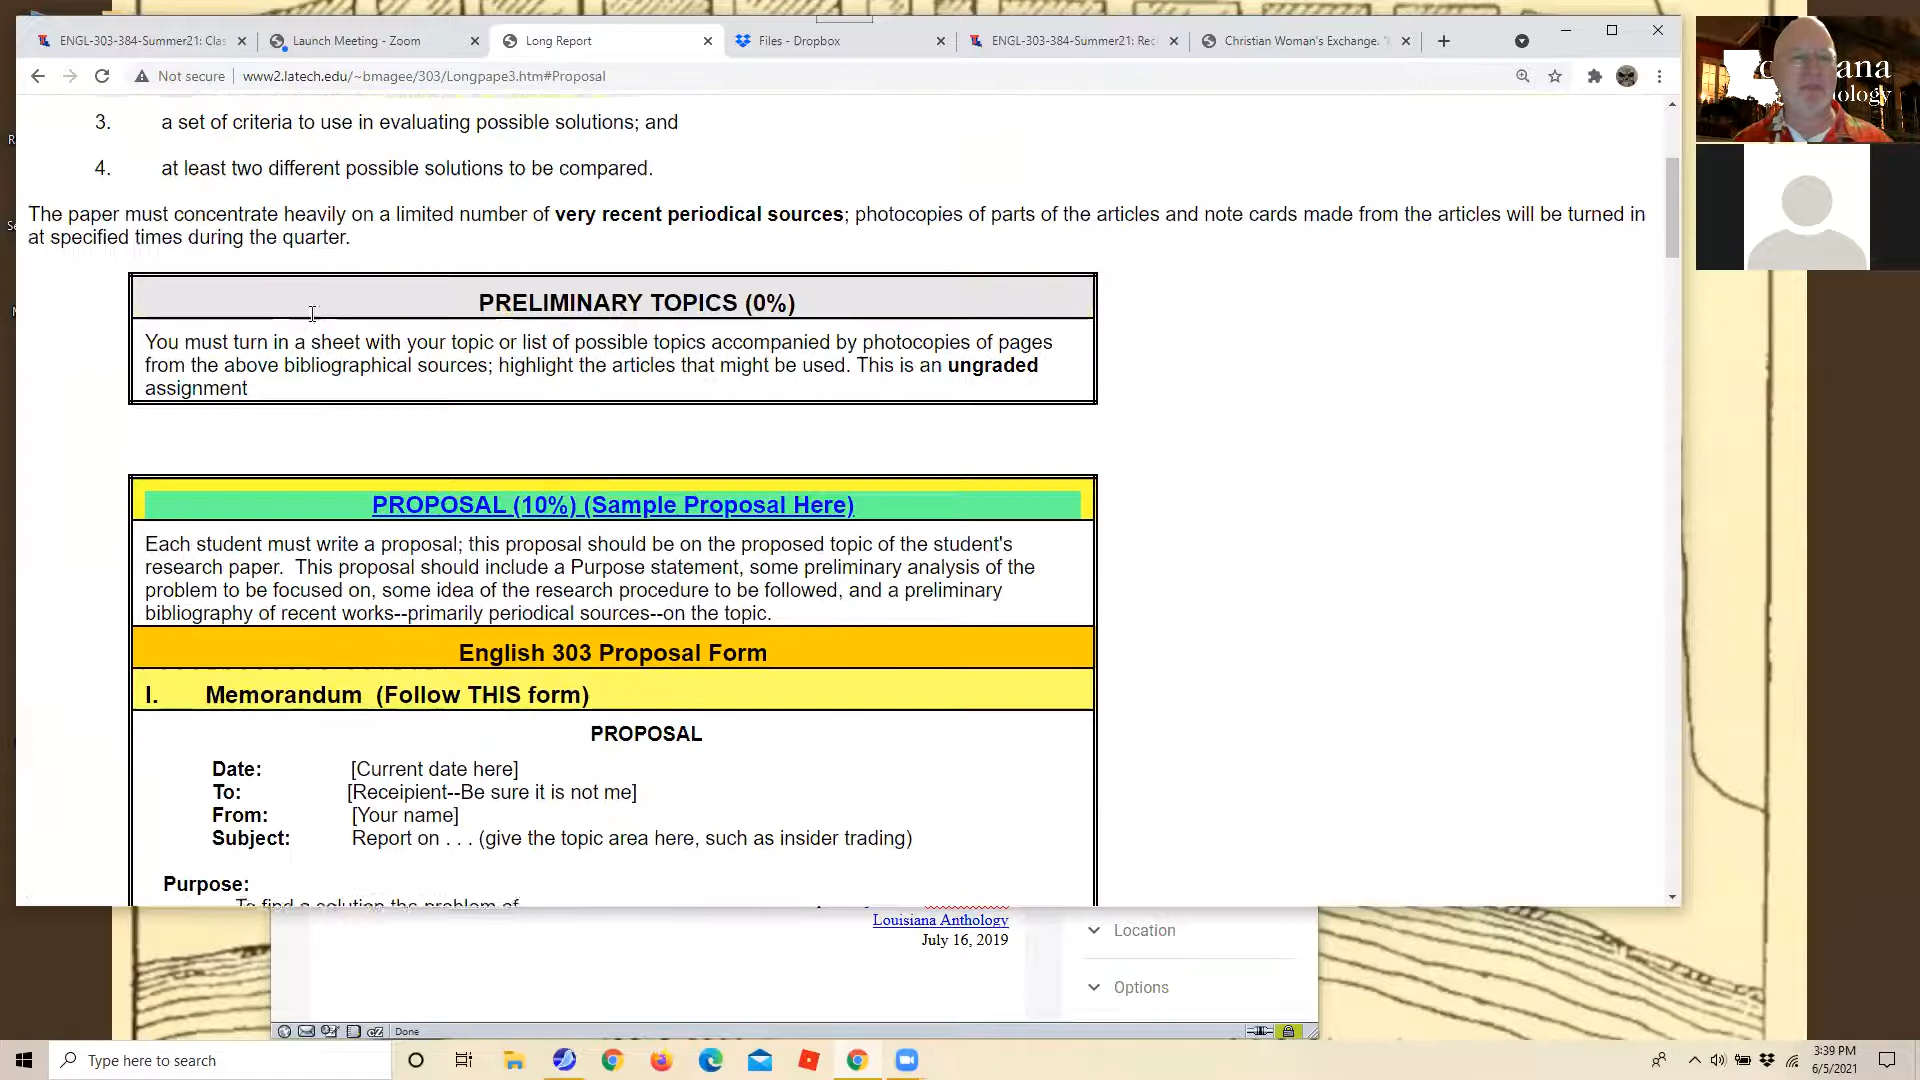 ENGL-303-384-Summer21: Clas
Launch Meeting - Zoom
Long Report
Files - Dropbox
ENGL-303-384-Summer21: Rec
Christian Woman's Exchange. "
Not secure
www2.latech.edu/~bmagee/303/Longpape3.htm#Proposal
3. a set of criteria to use in evaluating possible solutions; and
4. at least two different possible solutions to be compared.
The paper must concentrate heavily on a limited number of very recent periodical sources; photocopies of parts of the articles and note cards made from the articles will be turned in
at specified times during the quarter.
PRELIMINARY TOPICS (0%)
You must turn in a sheet with your topic or list of possible topics accompanied by photocopies of pages
from the above bibliographical sources; highlight the articles that might be used. This is an ungraded
assignment
PROPOSAL (10%) (Sample Proposal Here)
Each student must write a proposal; this proposal should be on the proposed topic of the student's
research paper. This proposal should include a Purpose statement, some preliminary analysis of the
problem to be focused on, some idea of the research procedure to be followed, and a preliminary
bibliography of recent works--primarily periodical sources--on the topic.
English 303 Proposal Form
I. Memorandum (Follow THIS form)
PROPOSAL
Date: [Current date here]
To: [Receipient--Be sure it is not me]
From: [Your name]
Subject: Report on . . . (give the topic area here, such as insider trading)
Purpose:
To find a solution the problem of
Louisiana Anthology
July 16, 2019
Location
Options
Done
Type here to search
3:39 PM
6/5/2021